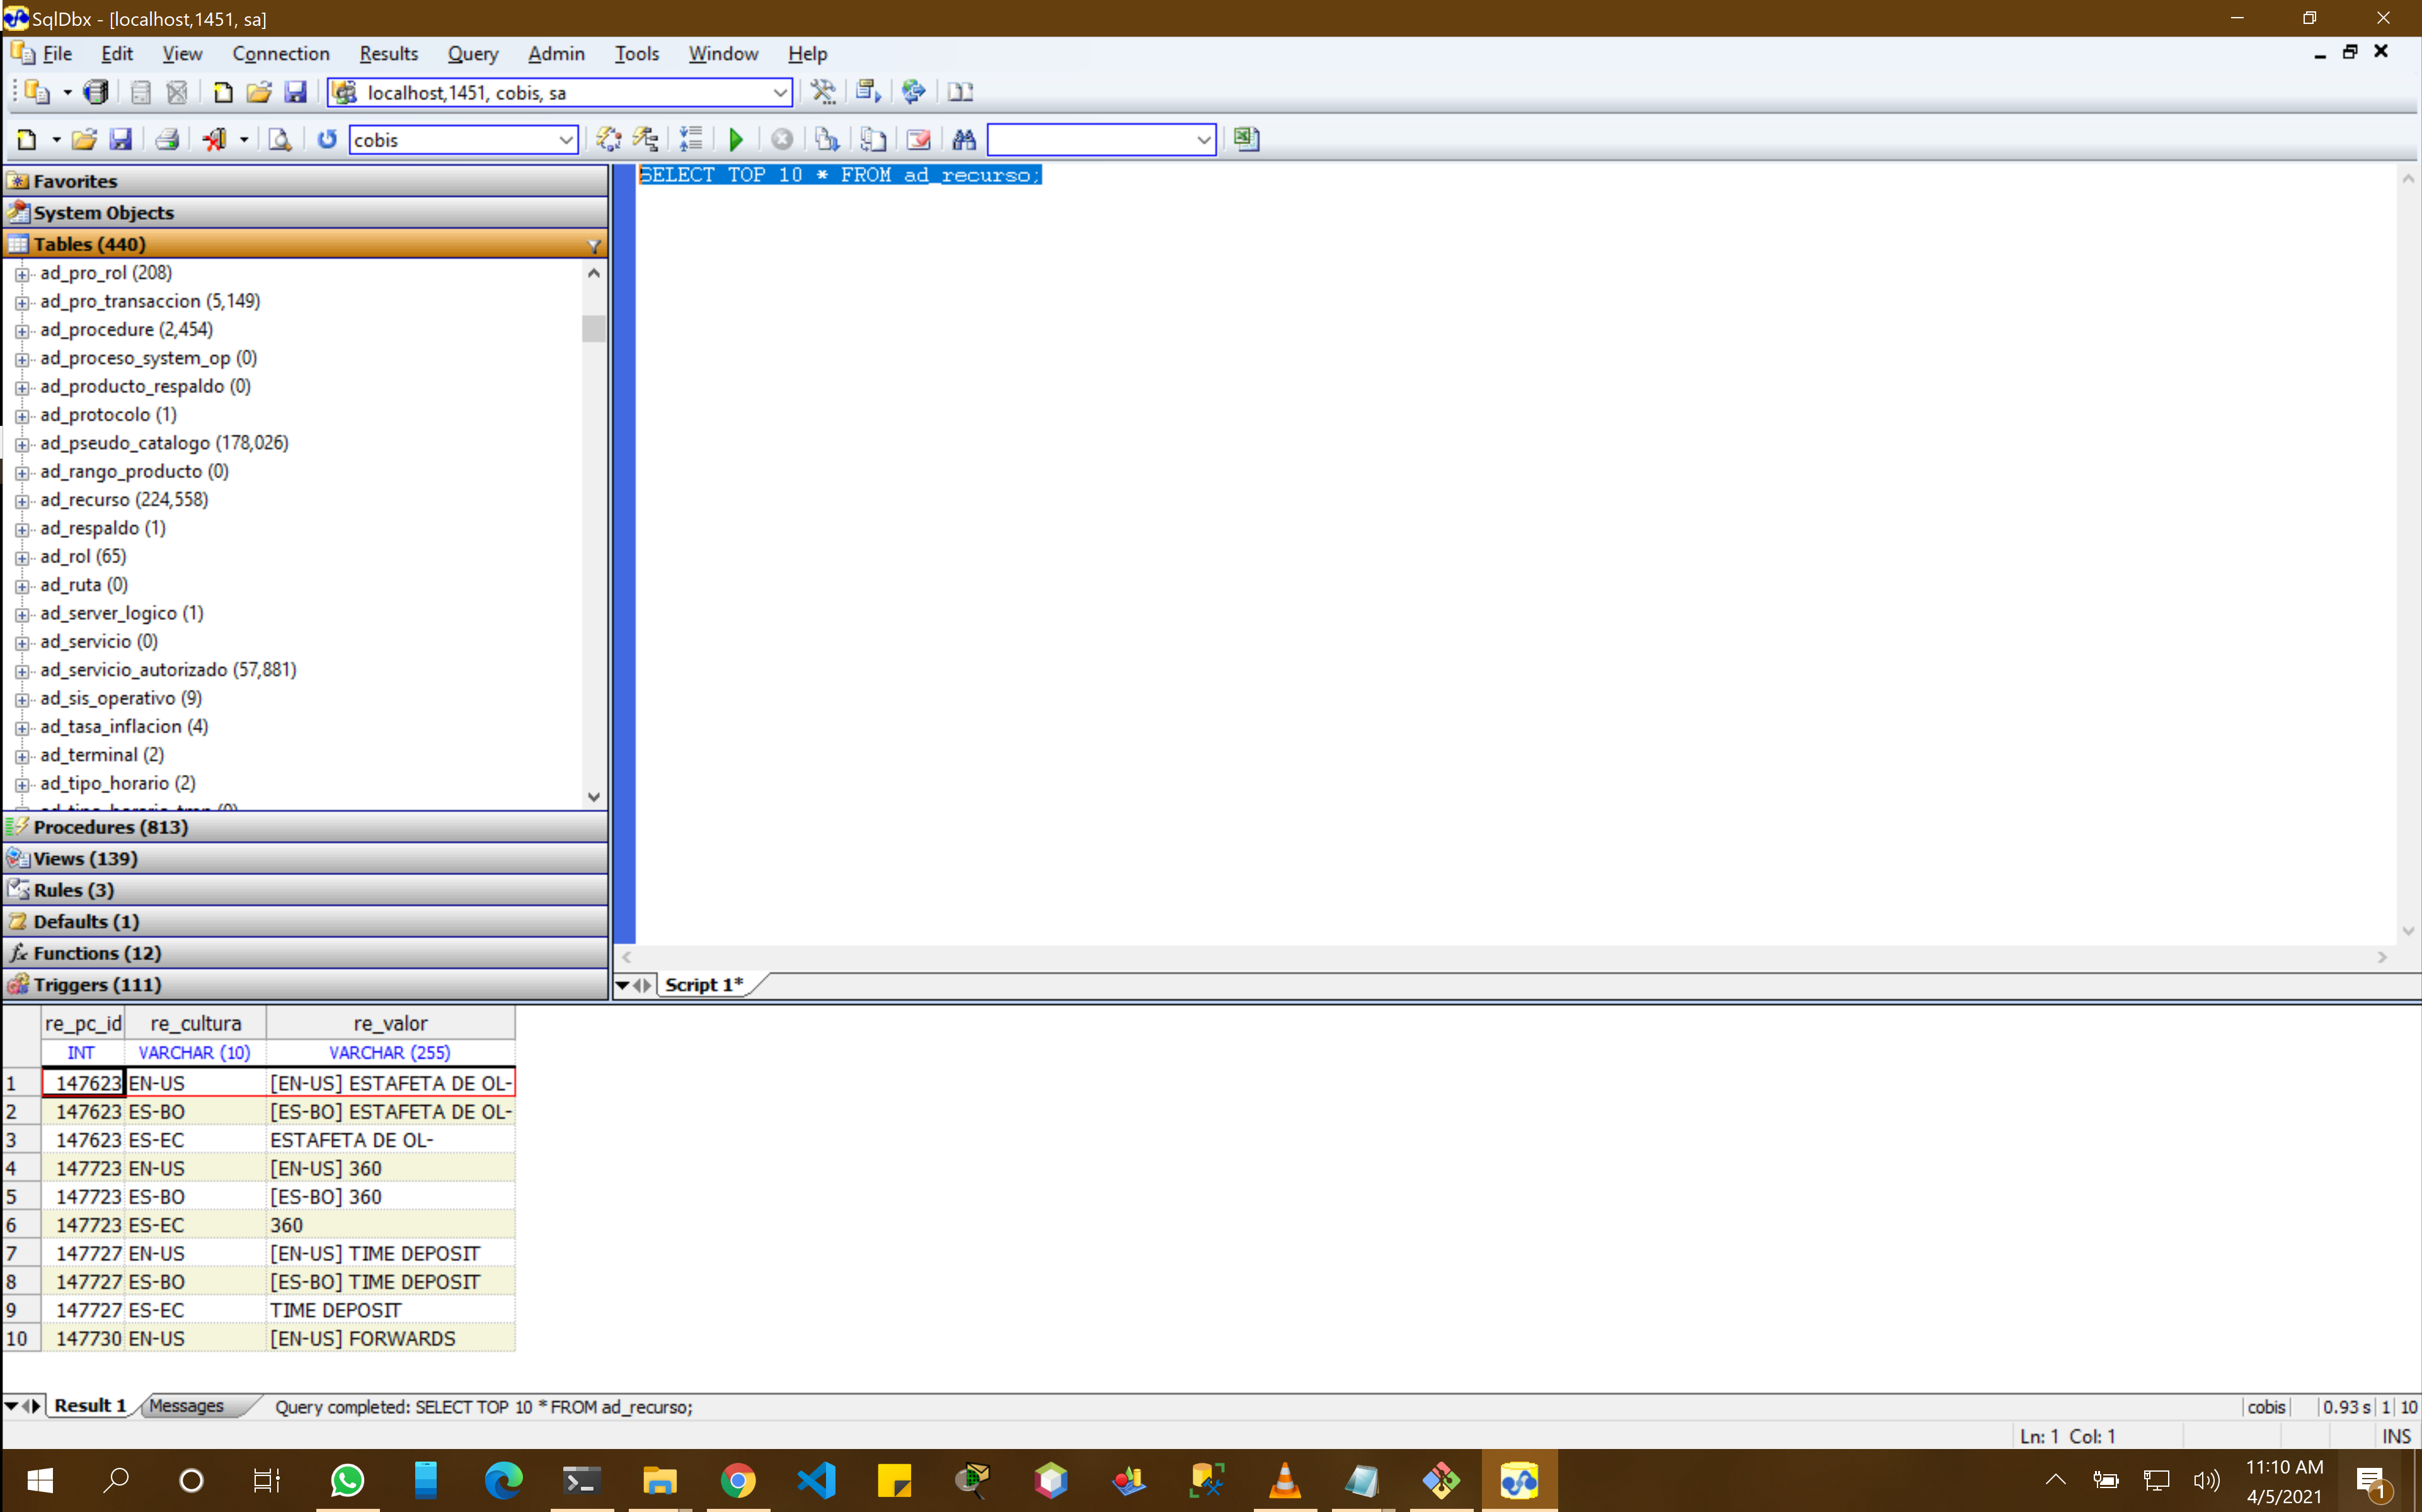 SqlDbx - [localhost,1451, sa]
File Edit View Connection Results Query Admin Tools Window Help
localhost,1451, cobis, sa
cobis
Favorites
System Objects
Tables (440)
ad_pro_rol (208)
ad_pro_transaccion (5,149)
ad_procedure (2,454)
ad_proceso_system_op (0)
ad_producto_respaldo (0)
ad_protocolo (1)
ad_pseudo_catalogo (178,026)
ad_rango_producto (0)
ad_recurso (224,558)
ad_respaldo (1)
ad_rol (65)
ad_ruta (0)
ad_server_logico (1)
ad_servicio (0)
ad_servicio_autorizado (57,881)
ad_sis_operativo (9)
ad_tasa_inflacion (4)
ad_terminal (2)
ad_tipo_horario (2)
Procedures (813)
Views (139)
Rules (3)
Defaults (1)
Functions (12)
Triggers (111)
SELECT TOP 10 * FROM ad_recurso;
Script 1*
re_pc_id re_cultura re_valor
INT VARCHAR (10) VARCHAR (255)
1 147623 EN-US [EN-US] ESTAFETA DE OL-
2 147623 ES-BO [ES-BO] ESTAFETA DE OL-
3 147623 ES-EC ESTAFETA DE OL-
4 147723 EN-US [EN-US] 360
5 147723 ES-BO [ES-BO] 360
6 147723 ES-EC 360
7 147727 EN-US [EN-US] TIME DEPOSIT
8 147727 ES-BO [ES-BO] TIME DEPOSIT
9 147727 ES-EC TIME DEPOSIT
10 147730 EN-US [EN-US] FORWARDS
Result 1 Messages Query completed: SELECT TOP 10 * FROM ad_recurso; cobis 0.93 s 1 10
Ln: 1 Col: 1 INS
11:10 AM
4/5/2021
1